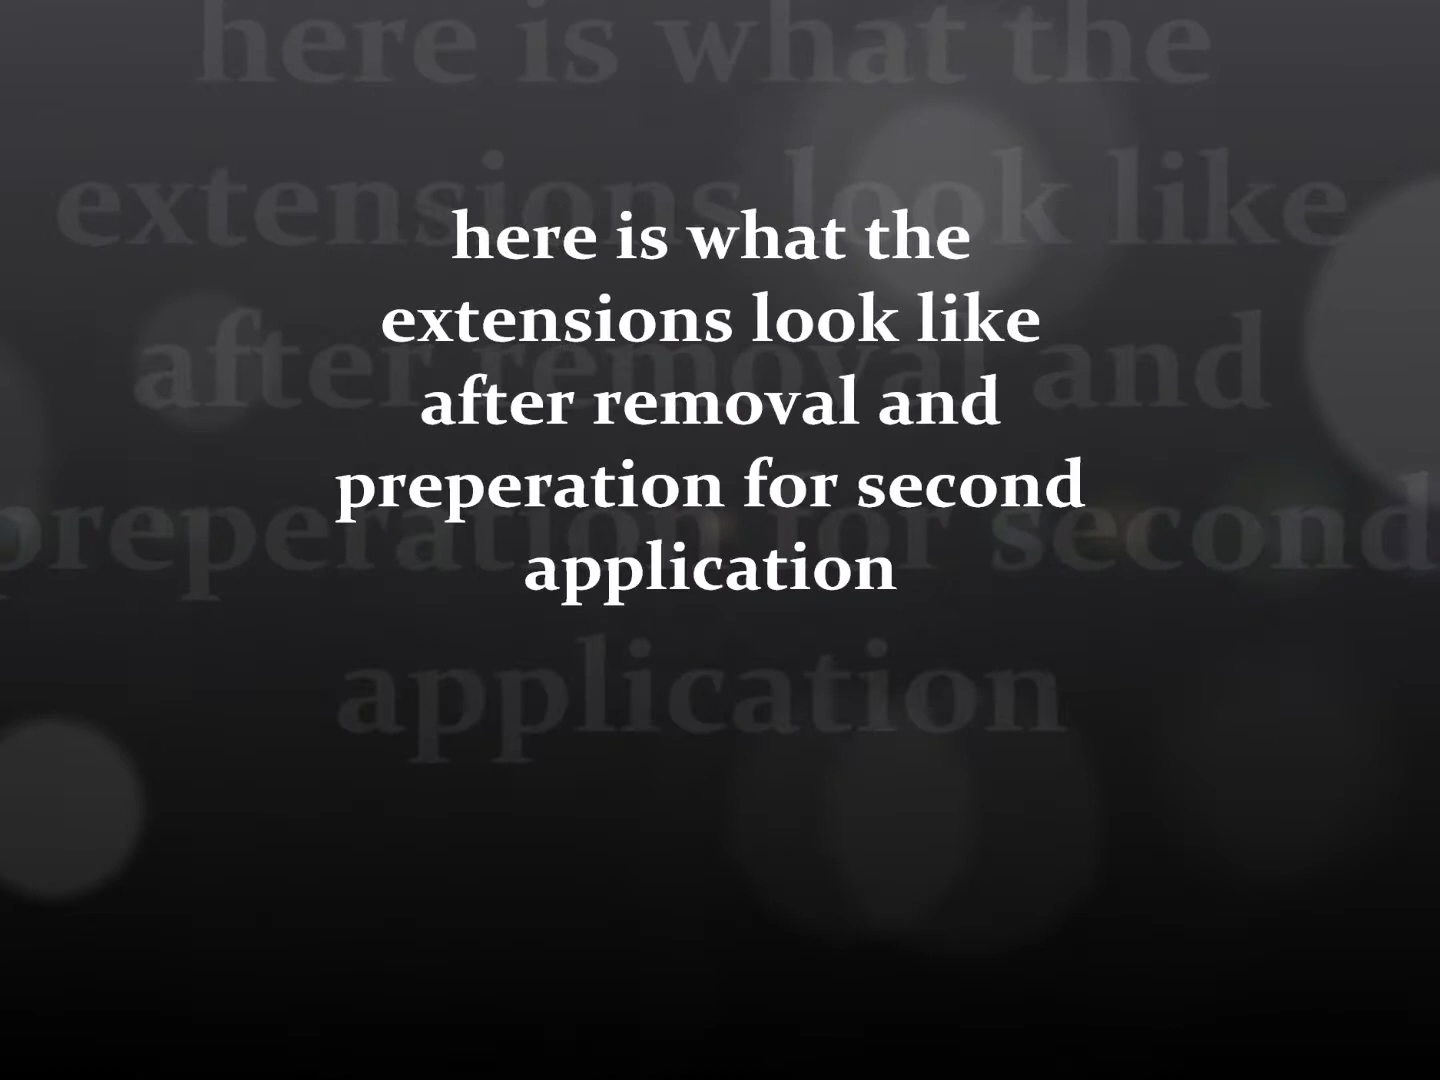 here is what the
extensions look like
after removal and
preperation for second
application